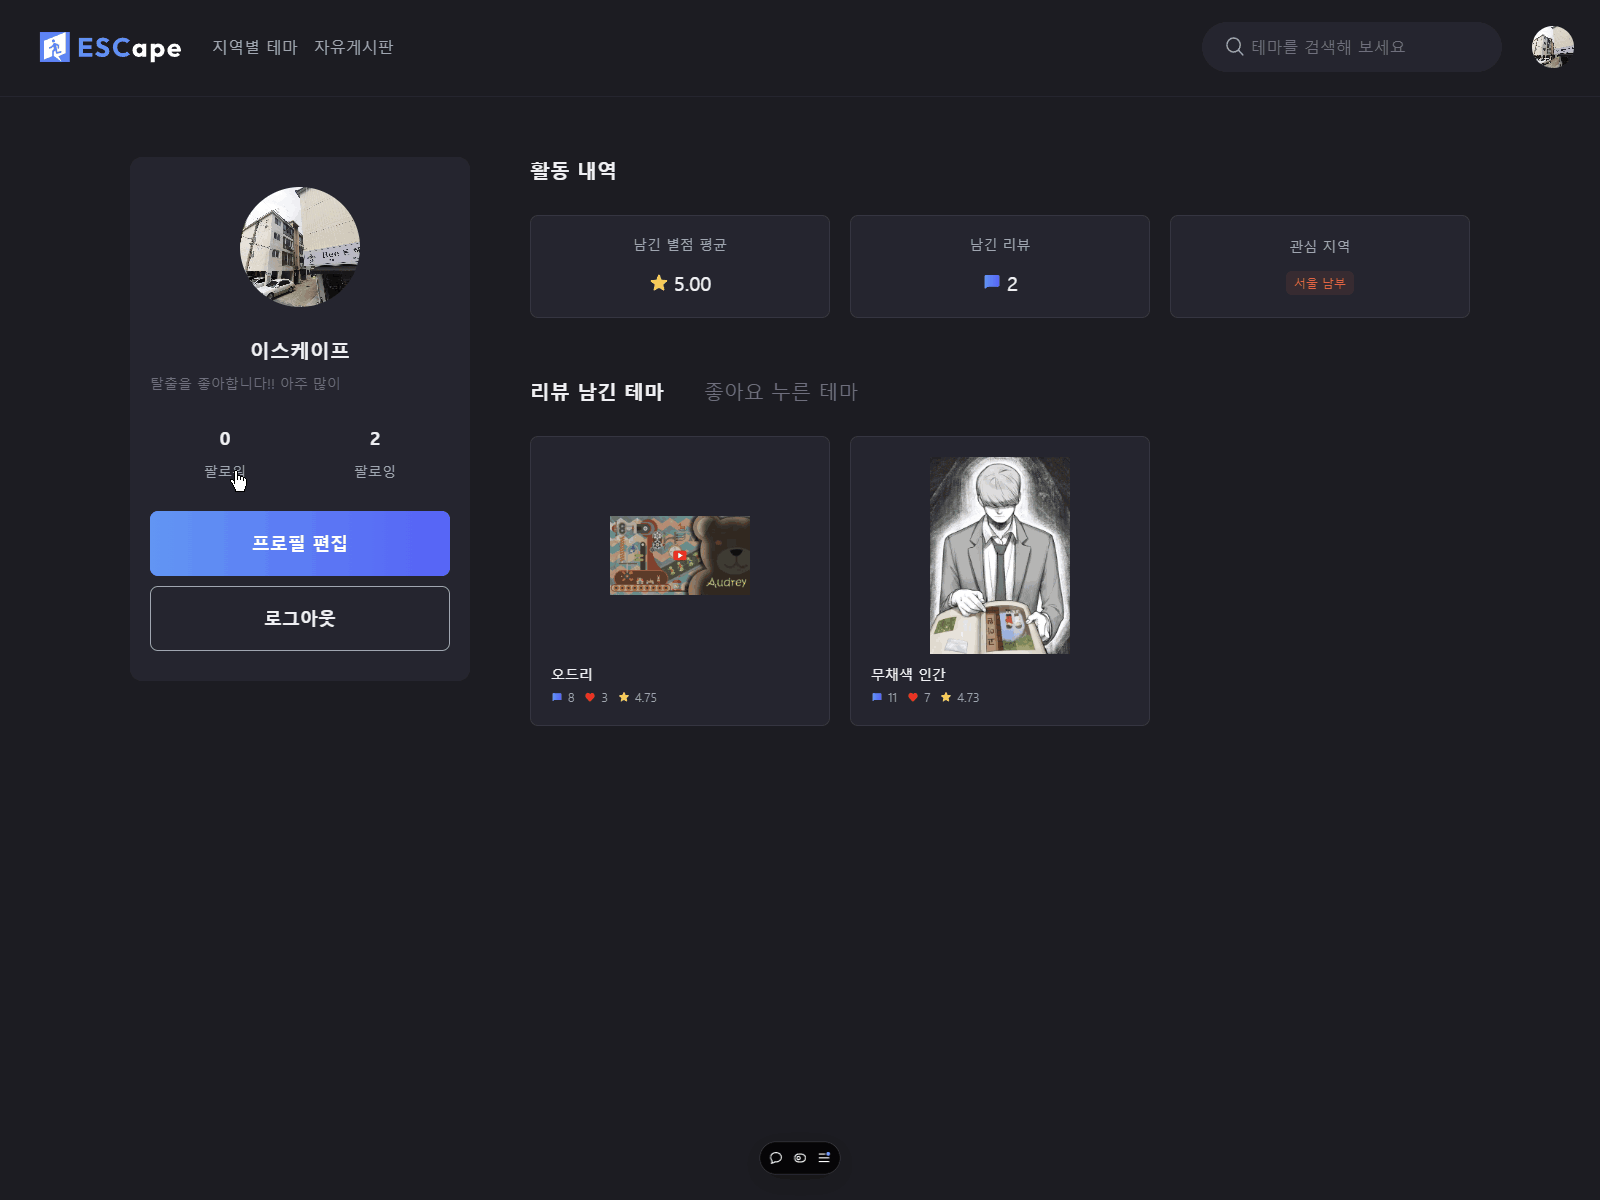 ESCape
지역별 테마
자유게시판
테마를 검색해 보세요
이스케이프
탈출을 좋아합니다!! 아주 많이
0
2
팔로잉
프로필 편집
로그아웃
활동 내역
남긴 별점 평균
5.00
남긴 리뷰
2
관심 지역
서울 남부
리뷰 남긴 테마
좋아요 누른 테마
Audrey
오드리
8 3 4.75
무채색 인간
11 7 4.73